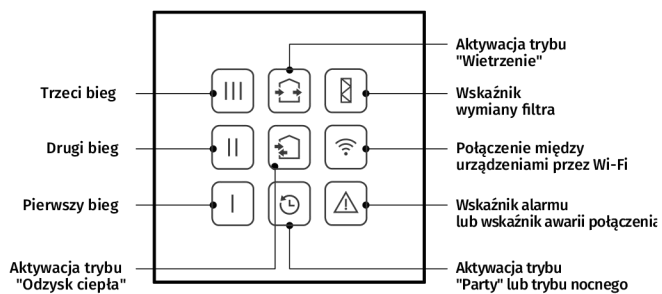 Aktywacja trybu
"Wietrzenie"
Trzeci bieg
Wskaźnik
wymiany filtra
Drugi bieg
Połączenie między
urządzeniami przez Wi-Fi
Pierwszy bieg
Wskaźnik alarmu
lub wskaźnik awarii połączenia
Aktywacja trybu
"Odzysk ciepła"
Aktywacja trybu
"Party" lub trybu nocnego